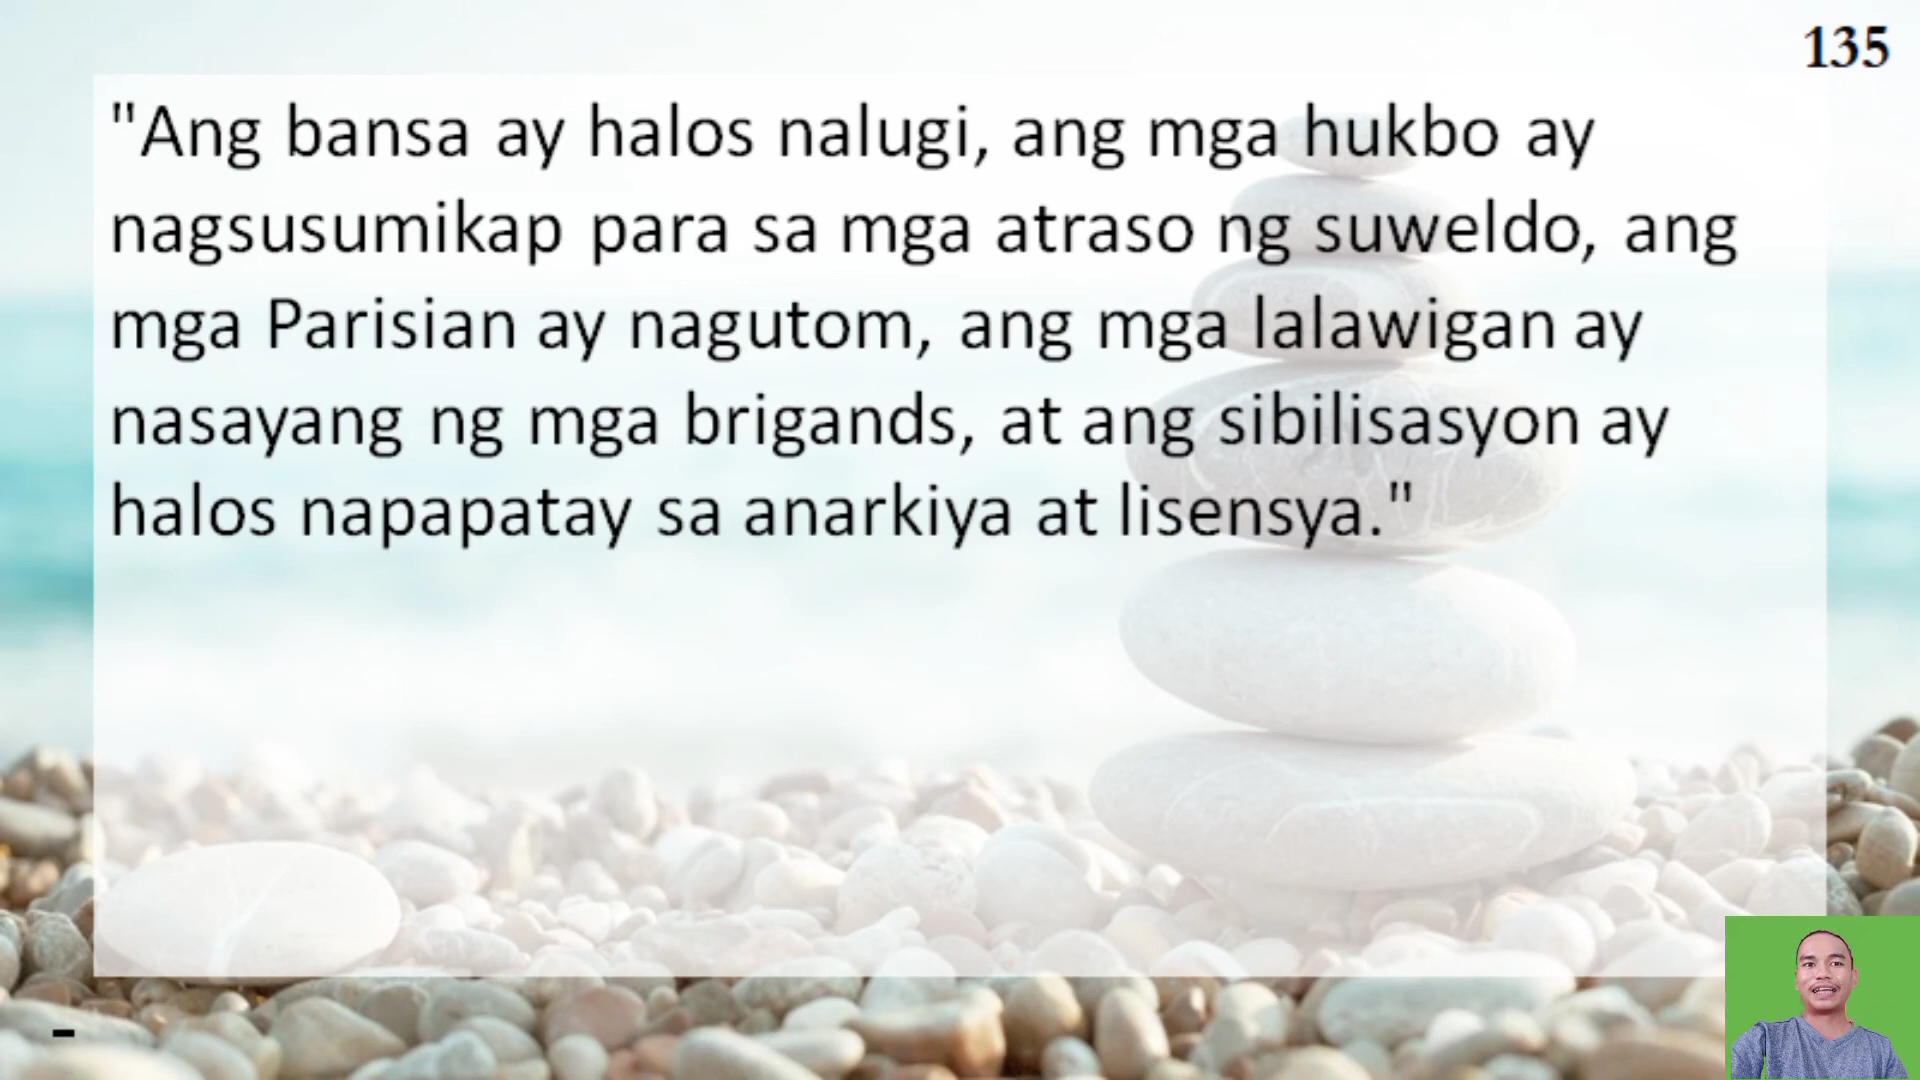 135
"Ang bansa ay halos nalugi, ang mga hukbo ay
nagsusumikap para sa mga atraso ng suweldo, ang
mga Parisian ay nagutom, ang mga lalawigan ay
nasayang ng mga brigands, at ang sibilisasyon ay
halos napapatay sa anarkiya at lisensya."
-